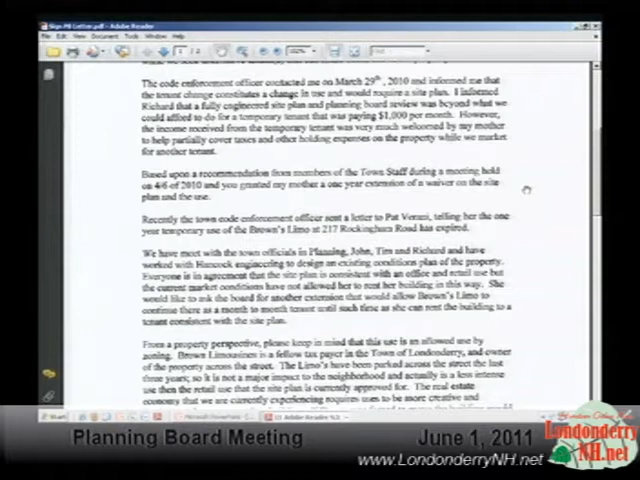 Sign PB Letter.pdf - Adobe Reader
File Edit View Document Tools Window Help
1 / 2
The code enforcement officer contacted me on March 29th, 2010 and informed me that
the tenant change constitutes a change in use and would require a site plan. I informed
Richard that a fully engineered site plan and planning board review was beyond what we
could afford to do for a temporary tenant that was paying $1,000 per month. However,
the income received from the temporary tenant was very much welcomed by my mother
to help partially cover taxes and other holding expenses on the property while we market
for another tenant.
Based upon a recommendation from members of the Town Staff during a meeting held
on 4/6 of 2010 and you granted my mother a one year extension of a waiver on the site
plan and the use.
Recently the town code enforcement officer sent a letter to Pat Verani, telling her the one
year temporary use of the Brown's Limo at 217 Rockingham Road has expired.
We have meet with the town officials in Planning, John, Tim and Richard and have
worked with Hancock engineering to design an existing conditions plan of the property.
Everyone is in agreement that the site plan is consistent with an office and retail use but
the current market conditions have not allowed her to rent her building in this way. She
would like to ask the board for another extension that would allow Brown's Limo to
continue there as a month to month tenant until such time as she can rent the building to a
tenant consistent with the site plan.
From a property perspective, please keep in mind that this use is an allowed use by
zoning. Brown Limousines is a fellow tax payer in the Town of Londonderry, and owner
of the property across the street. The Limo's have been parked across the street the last
three years, so it is not a major impact to the neighborhood and actually is a less intense
use then the retail use that the site plan is currently approved for. The real estate
economy that we are currently experiencing requires uses to be more creative and
Planning Board Meeting June 1, 2011
www.LondonderryNH.net
Londonderry
NH.net